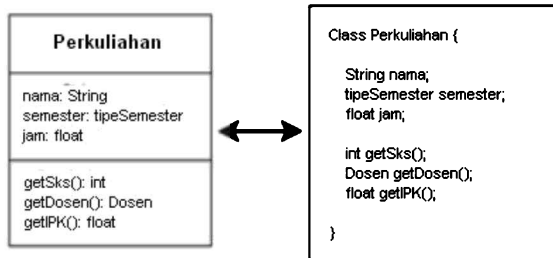 Perkuliahan
nama: String
semester: tipeSemester
jam: float
getSks(): int
getDosen(): Dosen
getIPK(): float
Class Perkuliahan {
String nama;
tipeSemester semester;
float jam;
int getSks();
Dosen getDosen();
float getIPK();
}